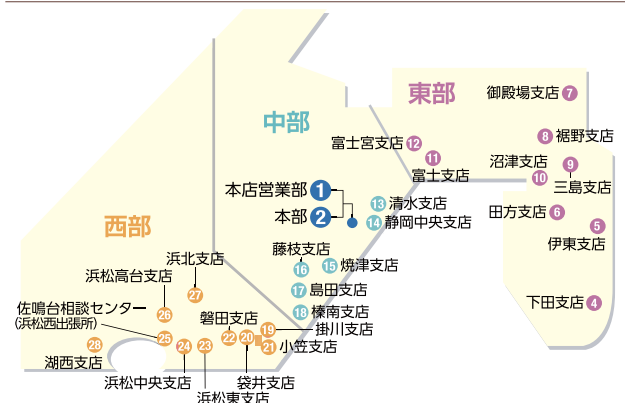 東部
御殿場支店 7
8 裾野支店
富士宮支店 12
11
富士支店
沼津支店
10
9
三島支店
田方支店 6
5
伊東支店
下田支店 4
中部
本店営業部 1
本部 2
13 清水支店
14 静岡中央支店
藤枝支店
16
15 焼津支店
17 島田支店
18 榛南支店
西部
浜北支店
27
浜松高台支店
26
佐鳴台相談センター
(浜松西出張所)
25
28
湖西支店
24
浜松中央支店
23
浜松東支店
磐田支店
22
20
袋井支店
19
掛川支店
21 小笠支店